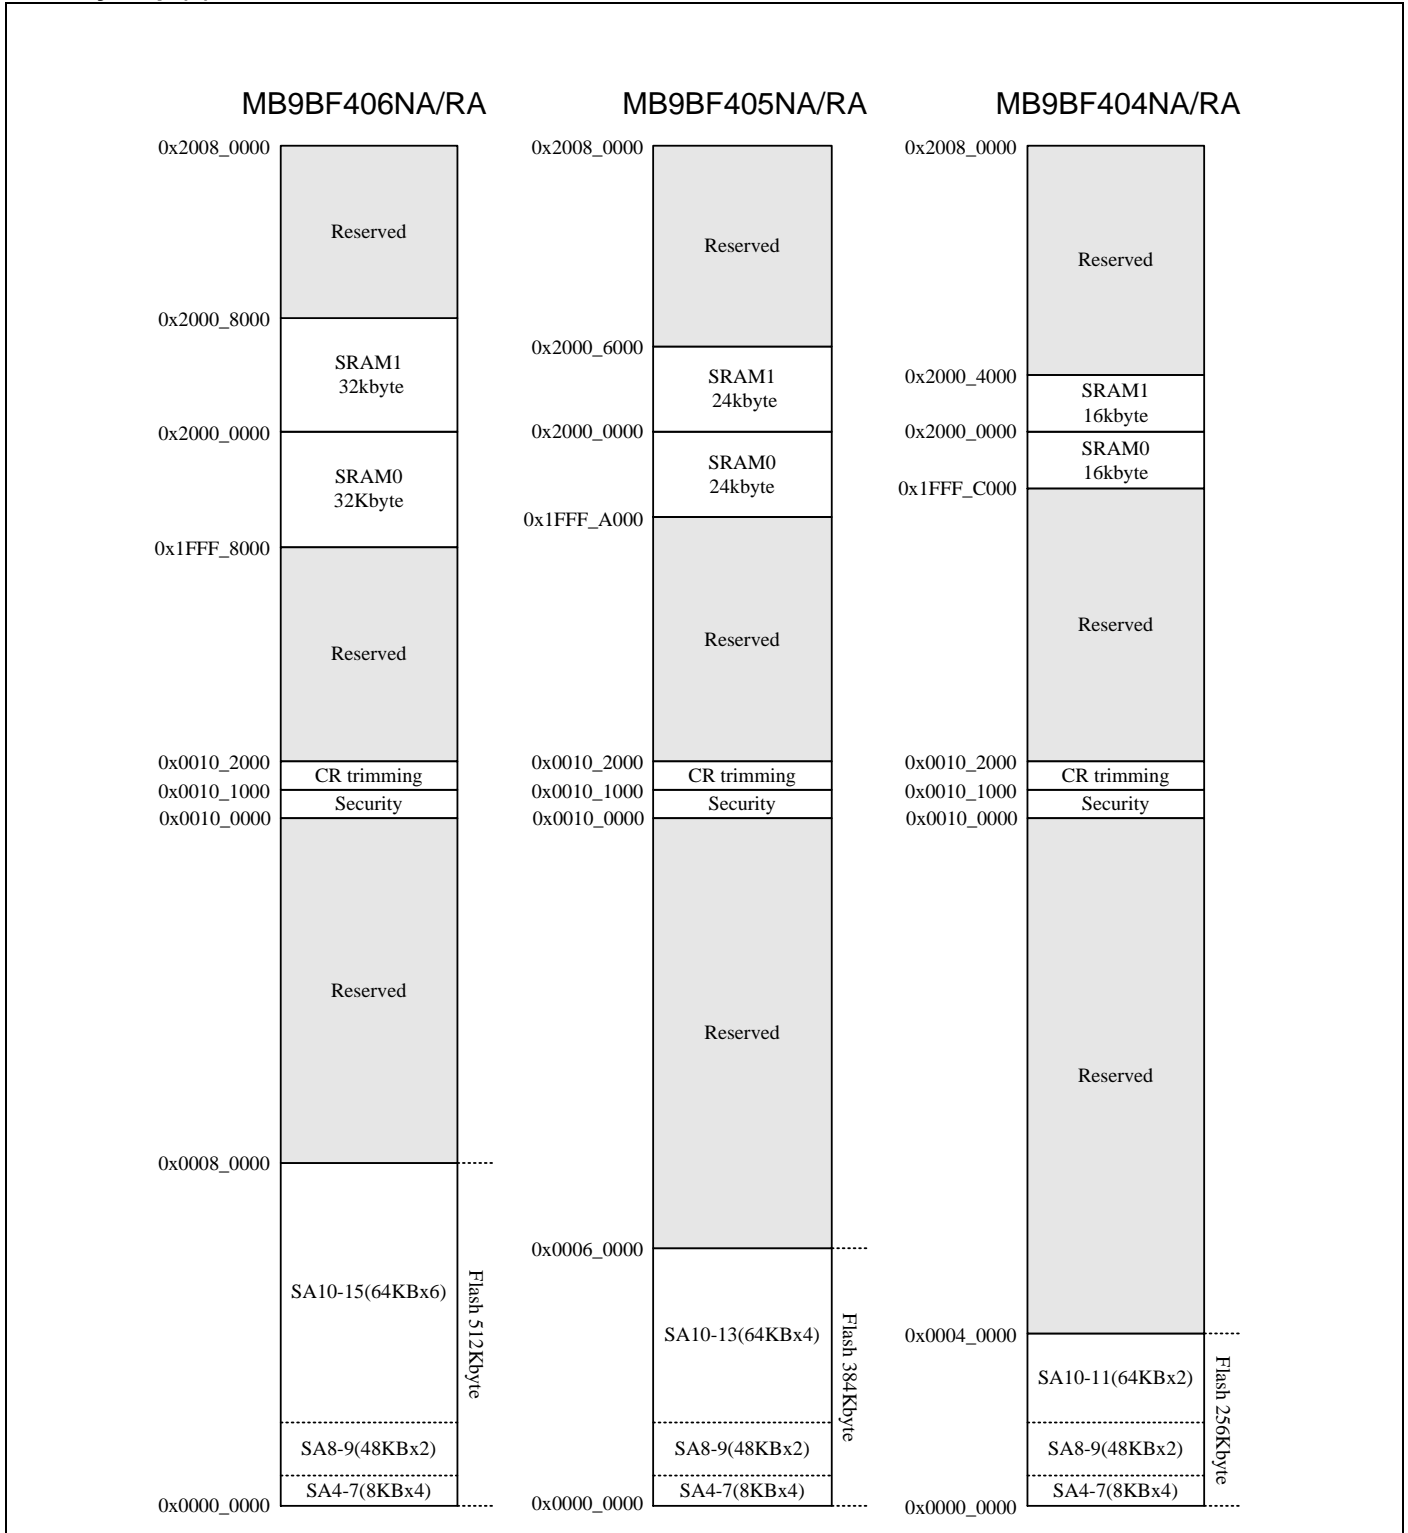 MB9BF406NA/RA
0x2008_0000
Reserved
0x2000_8000
SRAM1
32kbyte
0x2000_0000
SRAM0
32Kbyte
0x1FFF_8000
Reserved
0x0010_2000
CR trimming
0x0010_1000
Security
0x0010_0000
Reserved
0x0008_0000
SA10-15(64KBx6)
Flash 512Kbyte
SA8-9(48KBx2)
SA4-7(8KBx4)
0x0000_0000
MB9BF405NA/RA
0x2008_0000
Reserved
0x2000_6000
SRAM1
24kbyte
0x2000_0000
SRAM0
24kbyte
0x1FFF_A000
Reserved
0x0010_2000
CR trimming
0x0010_1000
Security
0x0010_0000
Reserved
0x0006_0000
SA10-13(64KBx4)
Flash 384Kbyte
SA8-9(48KBx2)
SA4-7(8KBx4)
0x0000_0000
MB9BF404NA/RA
0x2008_0000
Reserved
0x2000_4000
SRAM1
16kbyte
0x2000_0000
SRAM0
16kbyte
0x1FFF_C000
Reserved
0x0010_2000
CR trimming
0x0010_1000
Security
0x0010_0000
Reserved
0x0004_0000
SA10-11(64KBx2)
Flash 256Kbyte
SA8-9(48KBx2)
SA4-7(8KBx4)
0x0000_0000